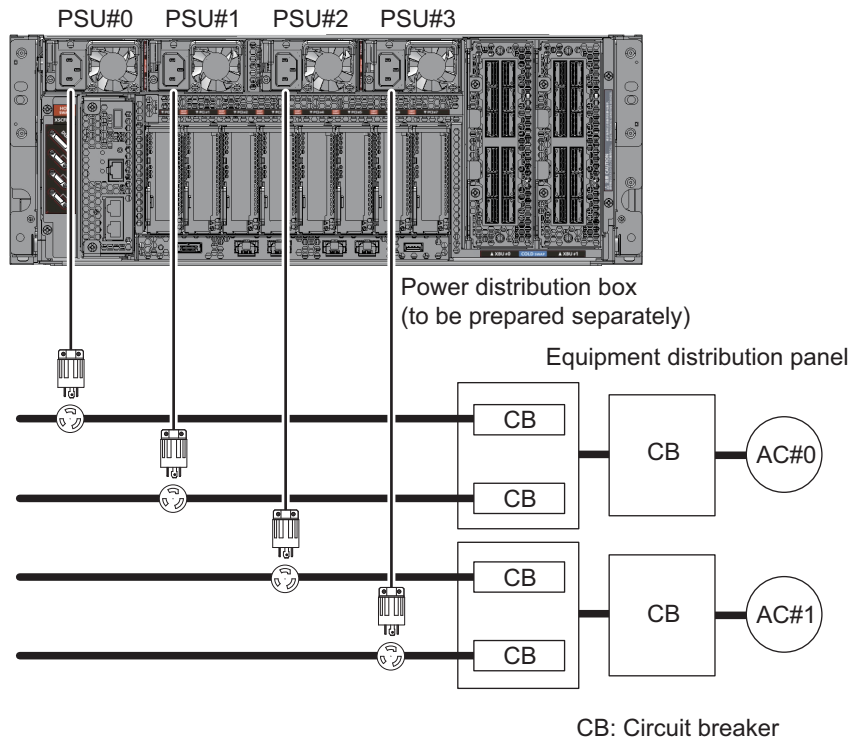 PSU#0 PSU#1 PSU#2 PSU#3
Power distribution box
(to be prepared separately)
Equipment distribution panel
CB
CB
CB
AC#0
CB
CB
CB
AC#1
CB: Circuit breaker